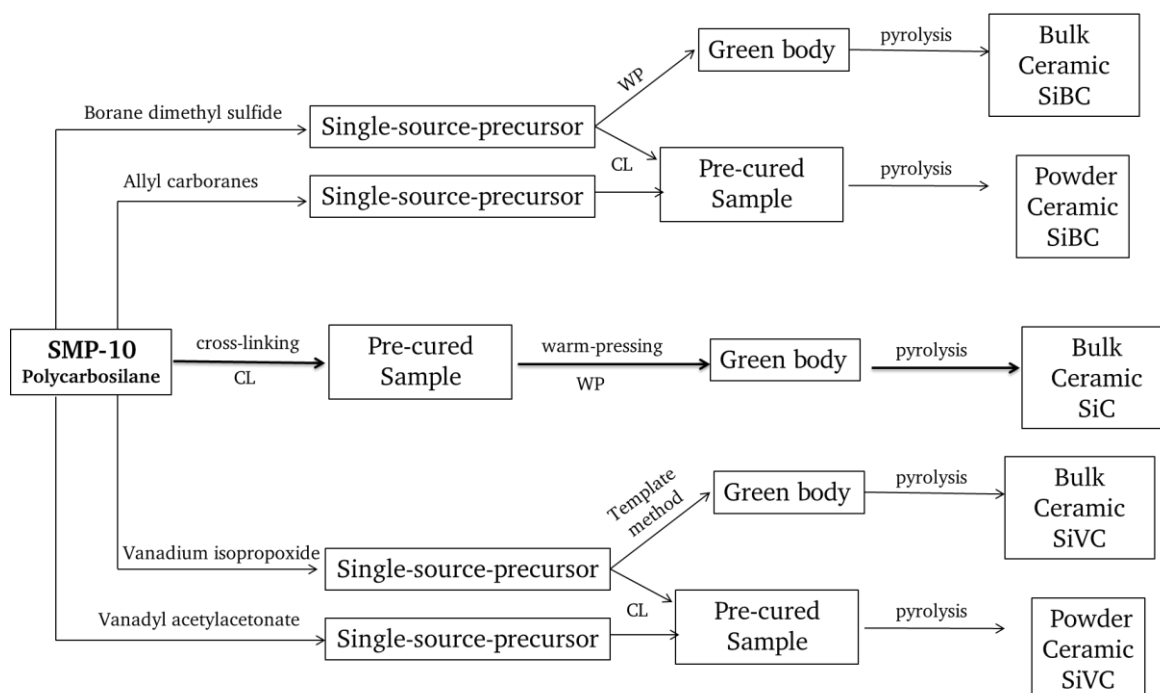 Borane dimethyl sulfide
Single-source-precursor
WP
Green body
pyrolysis
Bulk
Ceramic
SiBC
Allyl carboranes
Single-source-precursor
CL
Pre-cured
Sample
pyrolysis
Powder
Ceramic
SiBC
SMP-10
Polycarbosilane
cross-linking
CL
Pre-cured
Sample
warm-pressing
WP
Green body
pyrolysis
Bulk
Ceramic
SiC
Vanadium isopropoxide
Single-source-precursor
Template
method
Green body
pyrolysis
Bulk
Ceramic
SiVC
Vanadyl acetylacetonate
Single-source-precursor
CL
Pre-cured
Sample
pyrolysis
Powder
Ceramic
SiVC